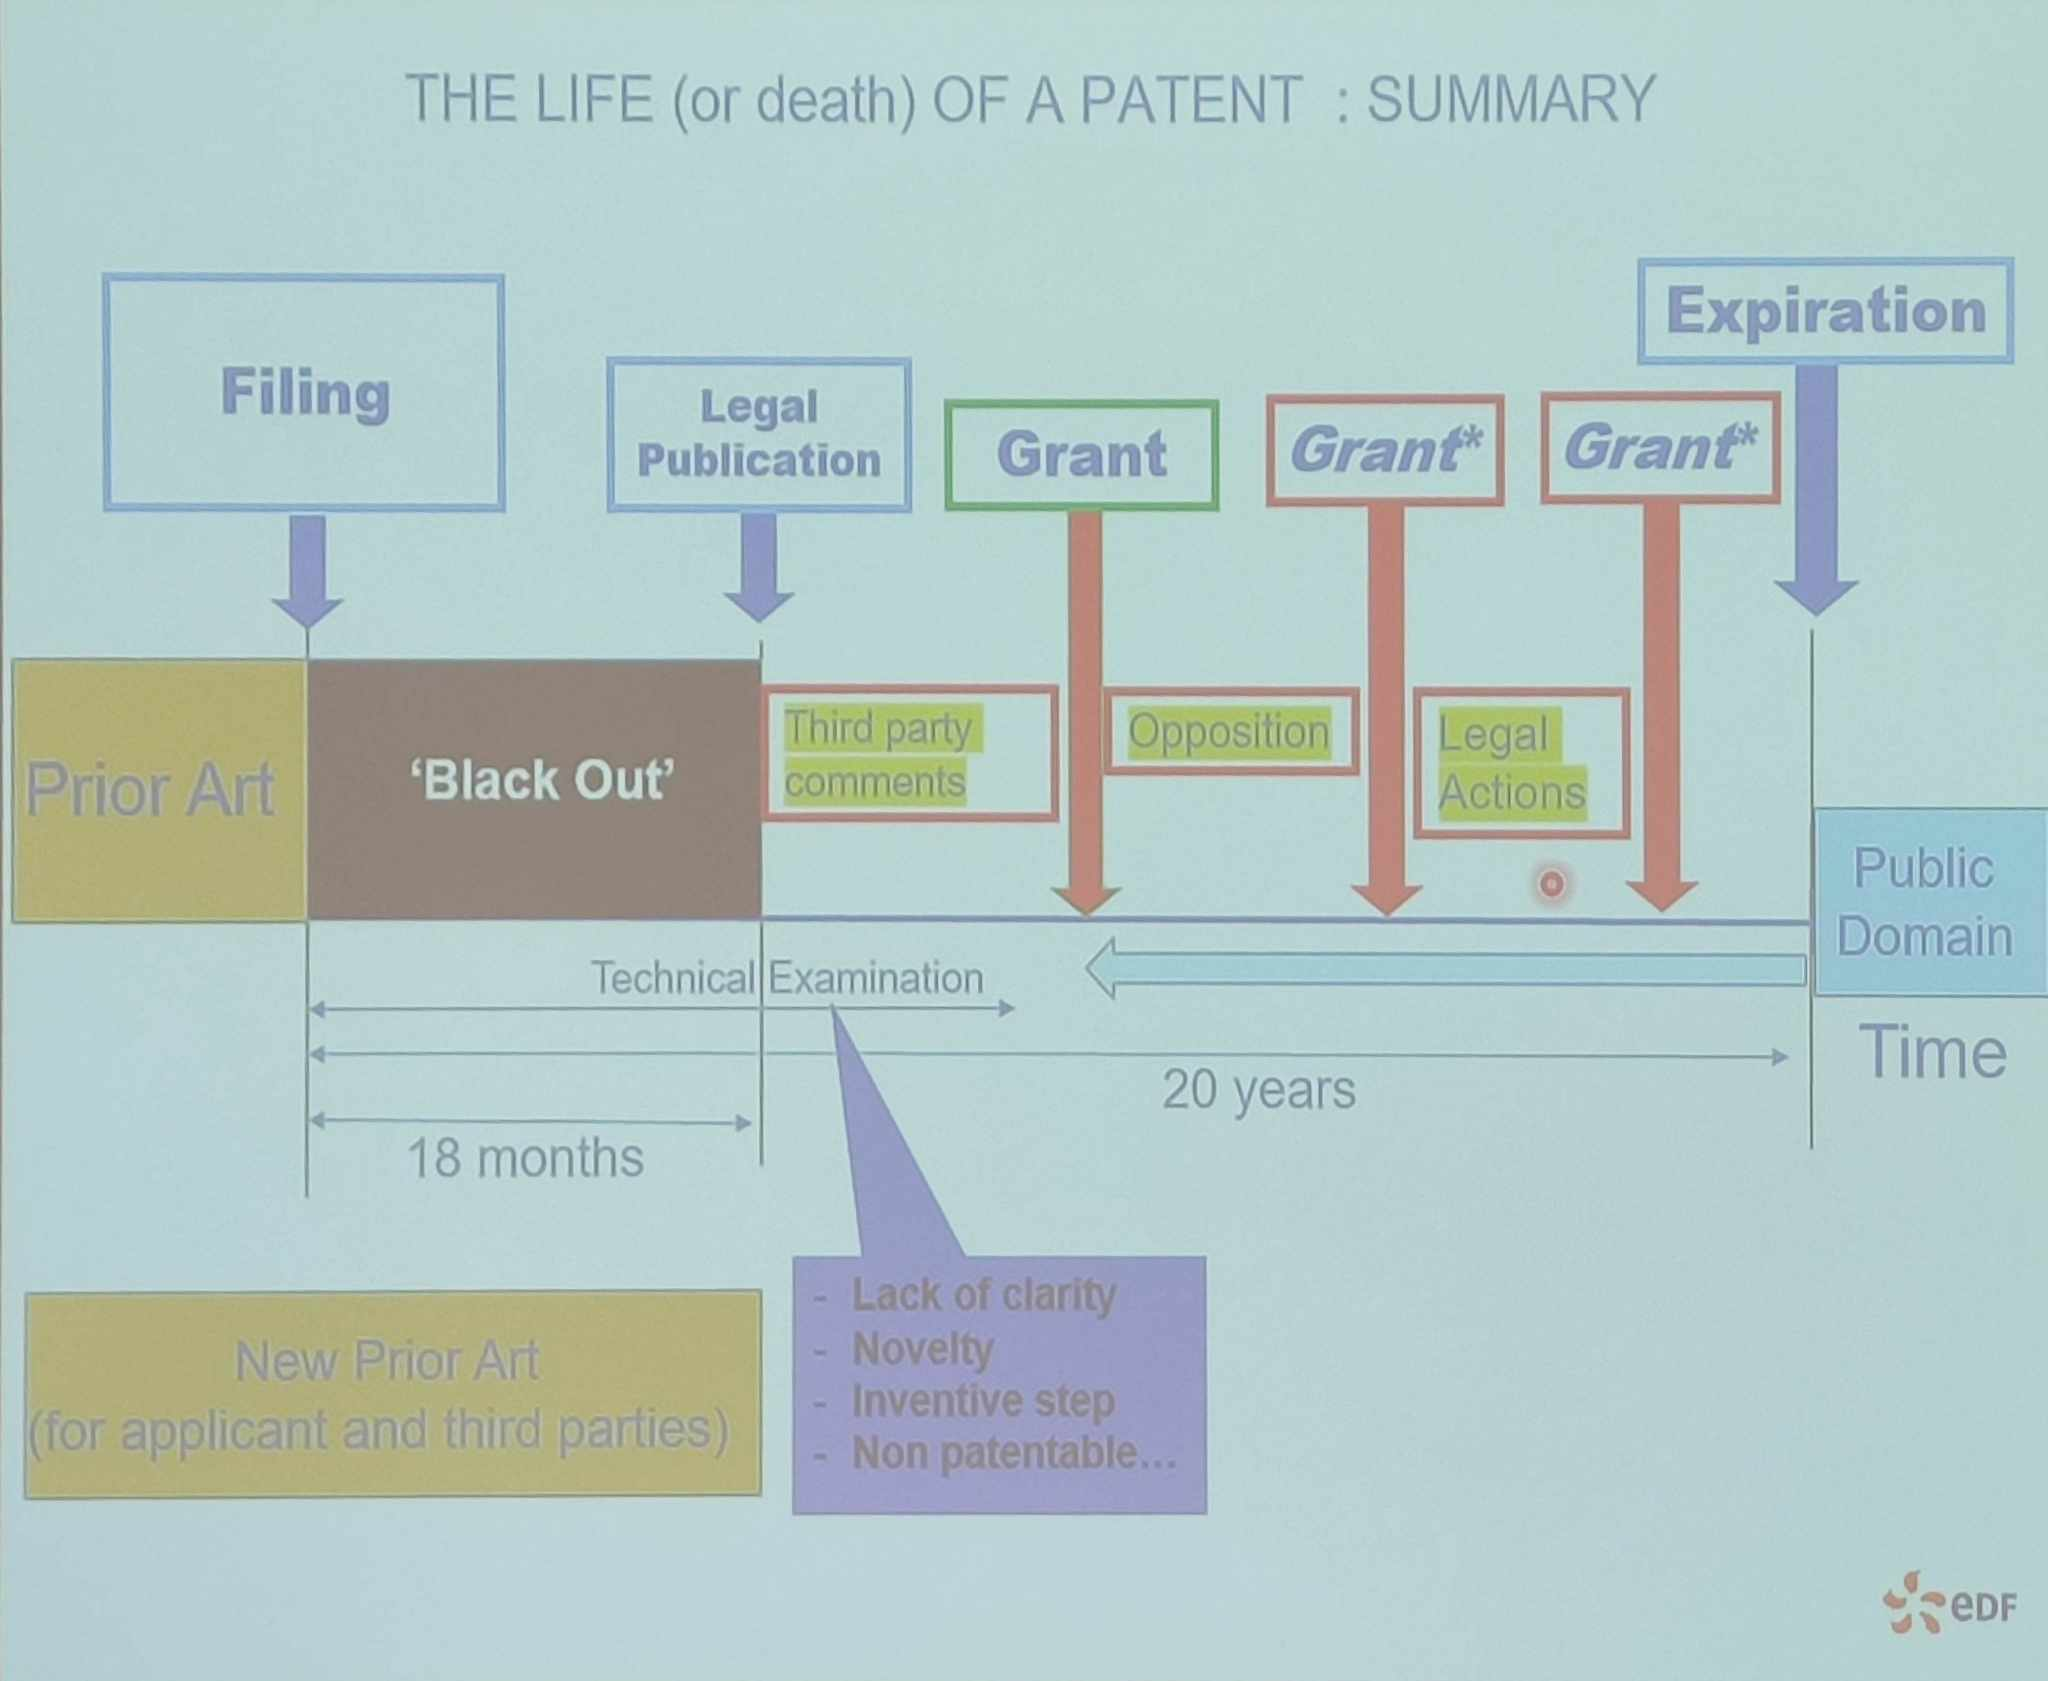 THE LIFE (or death) OF A PATENT : SUMMARY
Filing
Legal
Publication
Grant
Grant*
Grant*
Expiration
Prior Art
‘Black Out’
Third party
comments
Opposition
Legal
Actions
Public
Domain
Technical Examination
Time
20 years
18 months
New Prior Art
(for applicant and third parties)
- Lack of clarity
- Novelty
- Inventive step
- Non patentable...
eDF